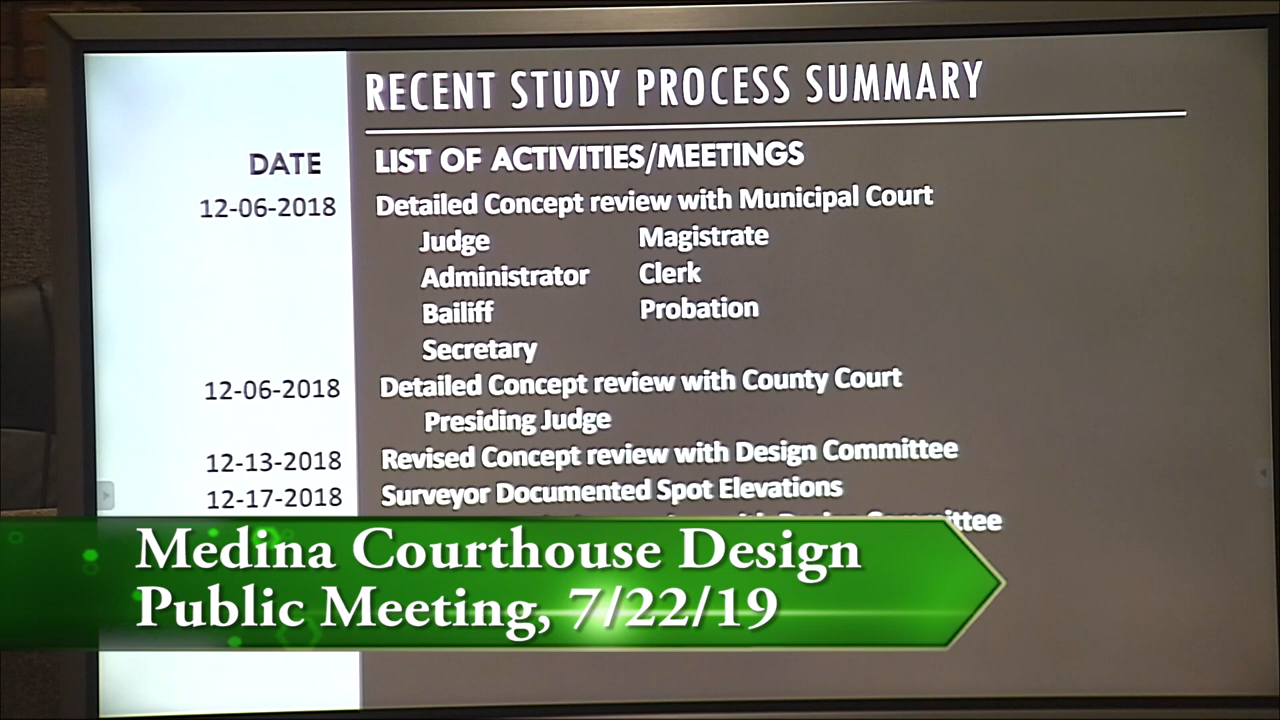 RECENT STUDY PROCESS SUMMARY
DATE LIST OF ACTIVITIES/MEETINGS
12-06-2018 Detailed Concept review with Municipal Court
Judge Magistrate
Administrator Clerk
Bailiff Probation
Secretary
12-06-2018 Detailed Concept review with County Court
Presiding Judge
12-13-2018 Revised Concept review with Design Committee
12-17-2018 Surveyor Documented Spot Elevations
Committee
Medina Courthouse Design
Public Meeting, 7/22/19